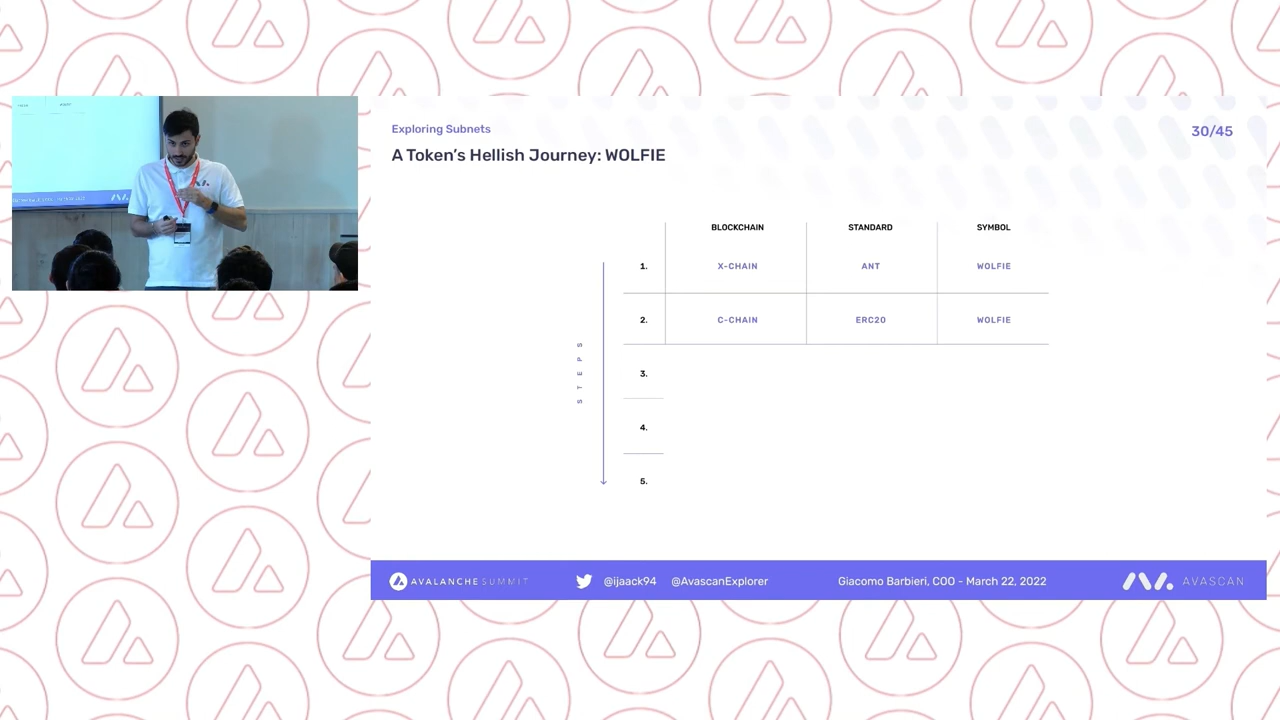 Exploring Subnets
30/45
A Token's Hellish Journey: WOLFIE
BLOCKCHAIN STANDARD SYMBOL
1. X-CHAIN ANT WOLFIE
2. C-CHAIN ERC20 WOLFIE
3.
4.
5.
STEPS
AVALANCHE SUMMIT @ijaack94 @AvascanExplorer Giacomo Barbieri, COO - March 22, 2022 AVASCAN